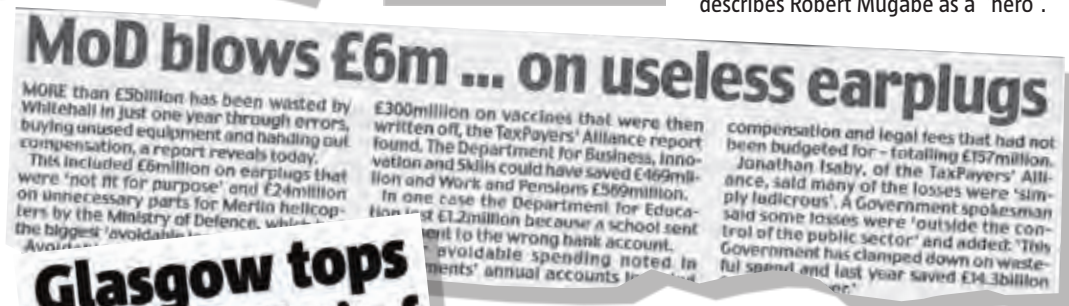 describes Robert Mugabe as a "hero".
MoD blows £6m ... on useless earplugs
MORE than £5billion has been wasted by
Whitehall in just one year through errors,
buying unused equipment and handing out
compensation, a report reveals today.
This included £6million on earplugs that
were 'not fit for purpose' and £24million
on unnecessary parts for Merlin helicop-
ters by the Ministry of Defence,
the biggest 'avoidable
£300million on vaccines that were then
written off, the TaxPayers' Alliance report
found. The Department for Business, Inno-
vation and Skills could have saved £469mil-
lion and Work and Pensions £569million.
In one case the Department for Educa-
£1.2million because a school sent
to the wrong bank account.
avoidable spending noted in
annual accounts
compensation and legal fees that had not
been budgeted for – totalling £157million.
Jonathan Isaby, of the TaxPayers' Alli-
ance, said many of the losses were 'sim-
ply ludicrous'. A Government spokesman
said some losses were 'outside the con-
trol of the public sector' and added: 'This
Government has clamped down on waste-
ful spend and last year saved £14.3billion
Glasgow tops